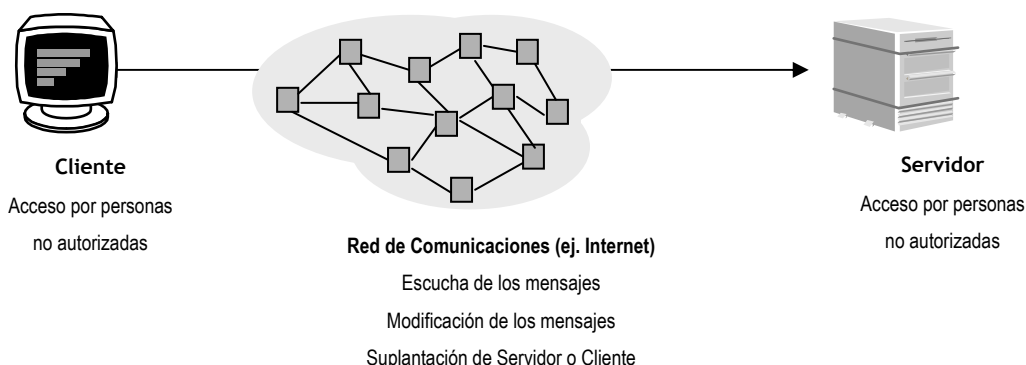 Cliente
Acceso por personas
no autorizadas
Red de Comunicaciones (ej. Internet)
Escucha de los mensajes
Modificación de los mensajes
Suplantación de Servidor o Cliente
Servidor
Acceso por personas
no autorizadas